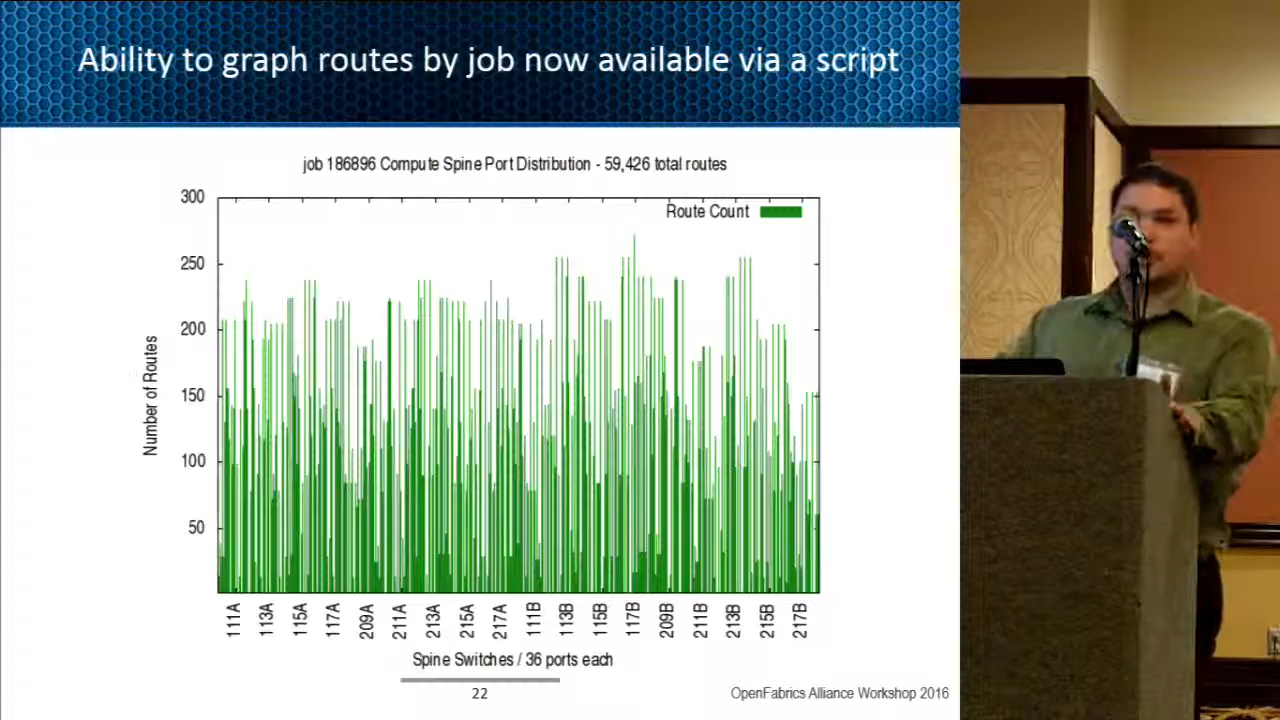 Ability to graph routes by job now available via a script
job 186896 Compute Spine Port Distribution - 59,426 total routes
Route Count
300
250
200
150
100
50
Number of Routes
111A 113A 115A 117A 209A 211A 213A 215A 217A 111B 113B 115B 117B 209B 211B 213B 215B 217B
Spine Switches / 36 ports each
22
OpenFabrics Alliance Workshop 2016